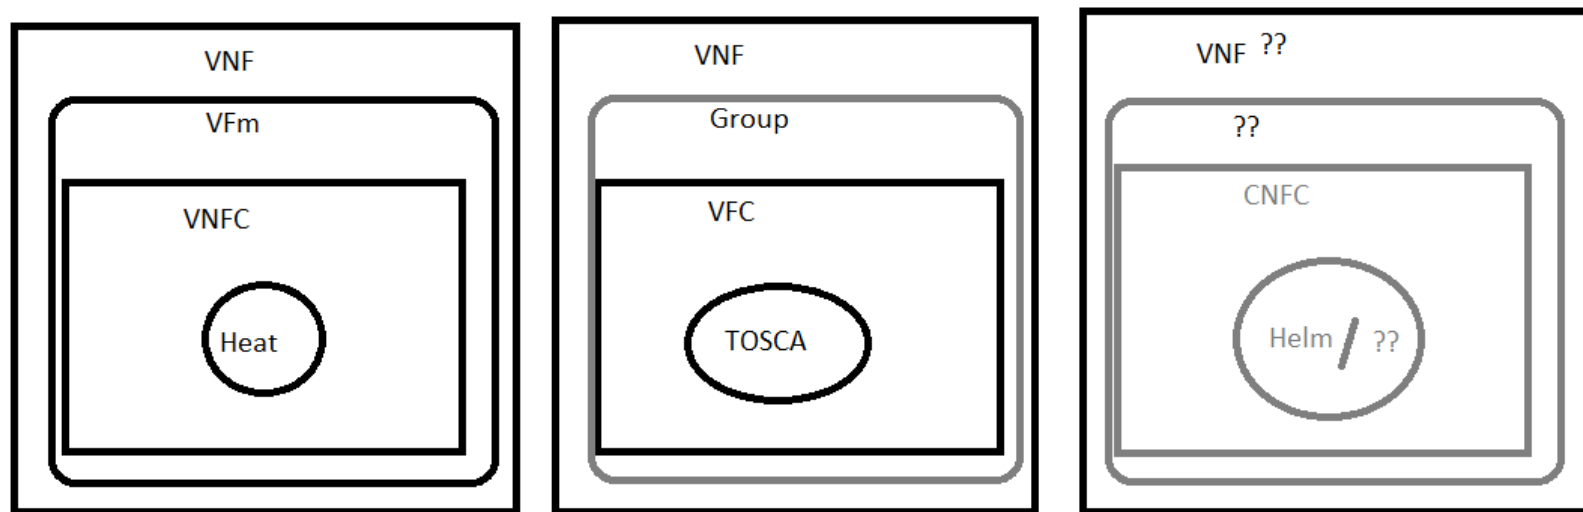 VNF
VFm
VNFC
Heat
VNF
Group
VFC
TOSCA
VNF ??
??
CNFC
Helm / ??